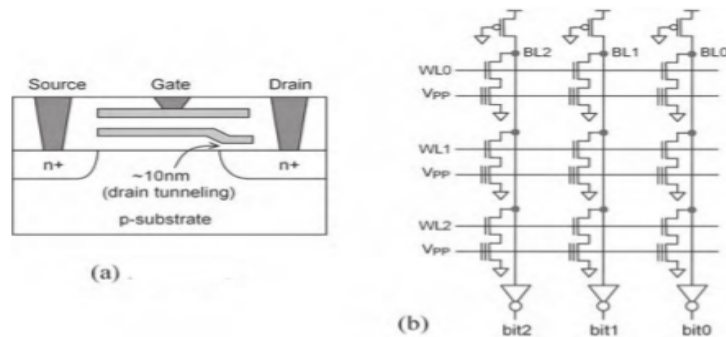 Source Gate Drain
n+ n+
~10nm
(drain tunneling)
p-substrate
(a)
BL2 BL1 BL0
WL0
VPP
WL1
VPP
WL2
VPP
(b)
bit2 bit1 bit0